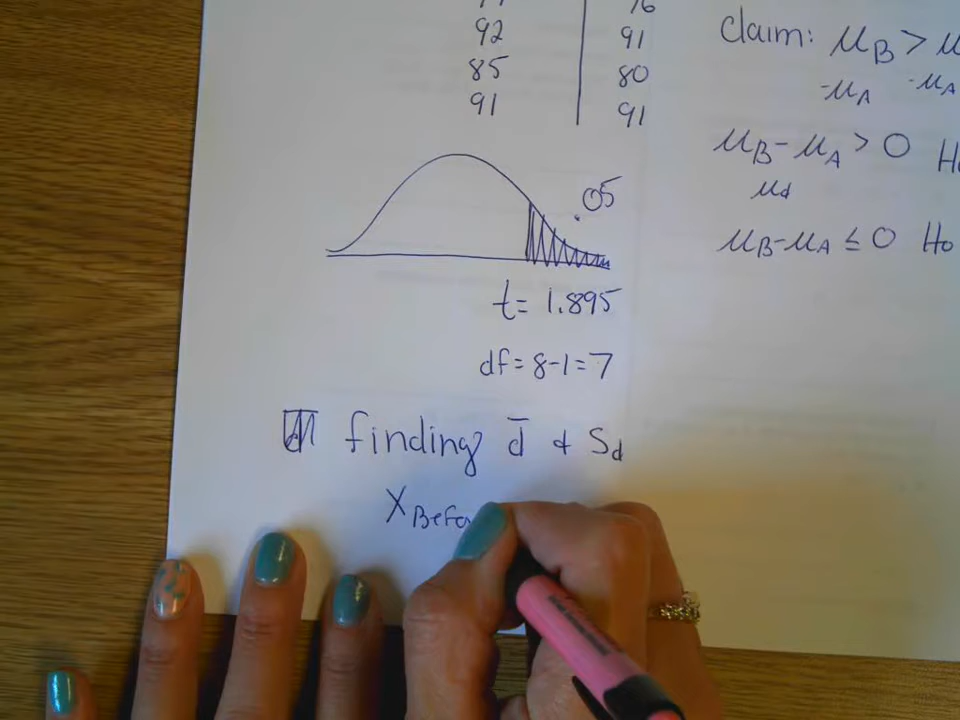 92 91
85 80
91 91
Claim: μB > μ
-μA -μA
μB-μA > 0 H
μd
μB-μA ≤ 0 Ho
.05
t= 1.895
df= 8-1=7
finding d̄ & Sd
XBefo